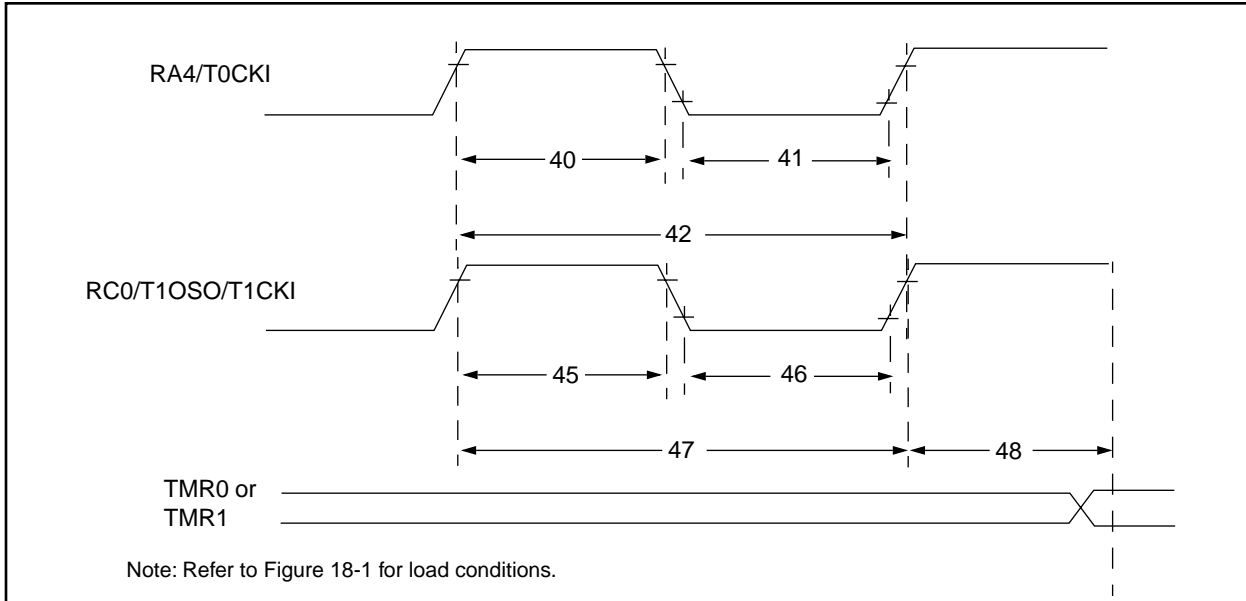 RA4/T0CKI
40
41
42
RC0/T1OSO/T1CKI
45
46
47
48
TMR0 or
TMR1
Note: Refer to Figure 18-1 for load conditions.